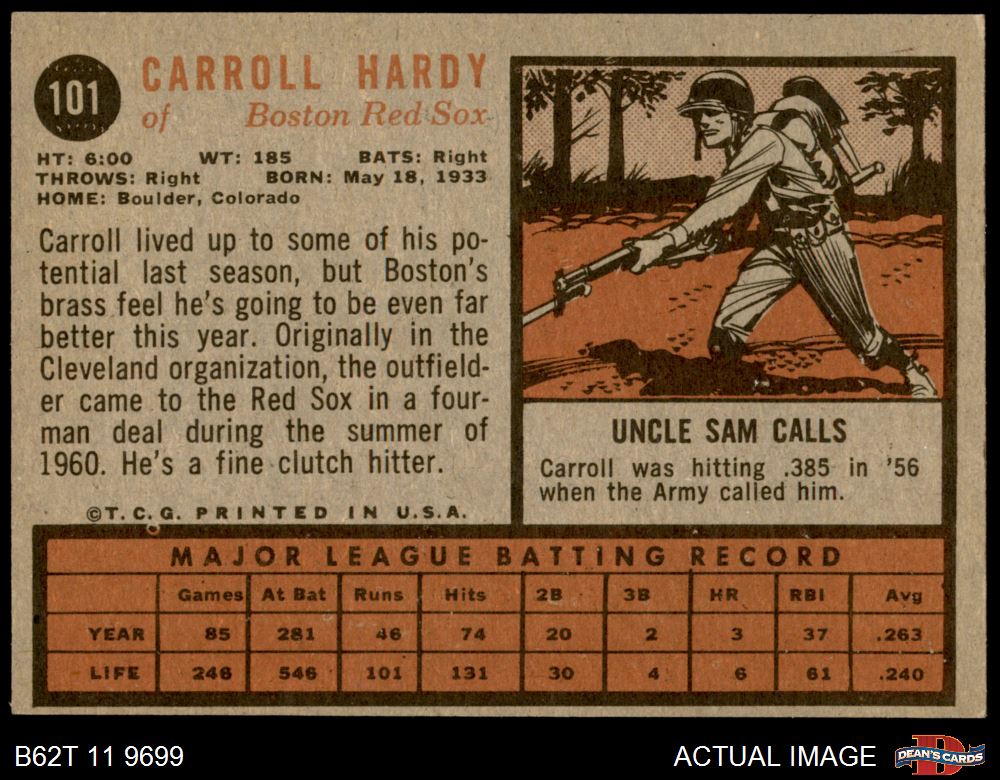 101
CARROLL HARDY
of Boston Red Sox
HT: 6:00 WT: 185 BATS: Right
THROWS: Right BORN: May 18, 1933
HOME: Boulder, Colorado
Carroll lived up to some of his po-
tential last season, but Boston's
brass feel he's going to be even far
better this year. Originally in the
Cleveland organization, the outfield-
er came to the Red Sox in a four-
man deal during the summer of
1960. He's a fine clutch hitter.
©T.C.G. PRINTED IN U.S.A.
UNCLE SAM CALLS
Carroll was hitting .385 in '56
when the Army called him.
MAJOR LEAGUE BATTING RECORD
Games At Bat Runs Hits 2B 3B HR RBI Avg
YEAR 85 281 46 74 20 2 3 37 .263
LIFE 246 546 101 131 30 4 6 61 .240
B62T 11 9699
ACTUAL IMAGE
D
DEAN'S CARDS